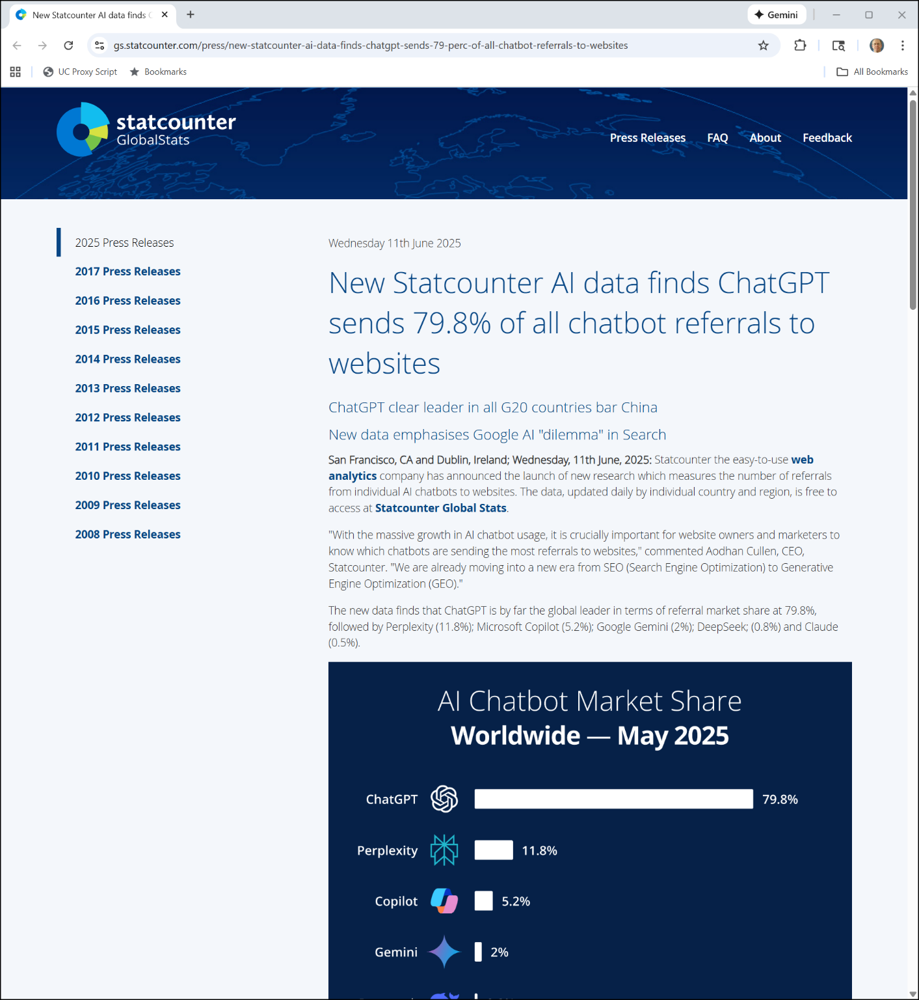 New Statcounter AI data finds C
Gemini
gs.statcounter.com/press/new-statcounter-ai-data-finds-chatgpt-sends-79-perc-of-all-chatbot-referrals-to-websites
UC Proxy Script
Bookmarks
All Bookmarks
statcounter
GlobalStats
Press Releases
FAQ
About
Feedback
2025 Press Releases
2017 Press Releases
2016 Press Releases
2015 Press Releases
2014 Press Releases
2013 Press Releases
2012 Press Releases
2011 Press Releases
2010 Press Releases
2009 Press Releases
2008 Press Releases
Wednesday 11th June 2025
New Statcounter AI data finds ChatGPT
sends 79.8% of all chatbot referrals to
websites
ChatGPT clear leader in all G20 countries bar China
New data emphasises Google AI "dilemma" in Search
San Francisco, CA and Dublin, Ireland; Wednesday, 11th June, 2025: Statcounter the easy-to-use web
analytics company has announced the launch of new research which measures the number of referrals
from individual AI chatbots to websites. The data, updated daily by individual country and region, is free to
access at Statcounter Global Stats.
"With the massive growth in AI chatbot usage, it is crucially important for website owners and marketers to
know which chatbots are sending the most referrals to websites," commented Aodhan Cullen, CEO,
Statcounter. "We are already moving into a new era from SEO (Search Engine Optimization) to Generative
Engine Optimization (GEO)."
The new data finds that ChatGPT is by far the global leader in terms of referral market share at 79.8%,
followed by Perplexity (11.8%); Microsoft Copilot (5.2%); Google Gemini (2%); DeepSeek; (0.8%) and Claude
(0.5%).
AI Chatbot Market Share
Worldwide — May 2025
ChatGPT 79.8%
Perplexity 11.8%
Copilot 5.2%
Gemini 2%